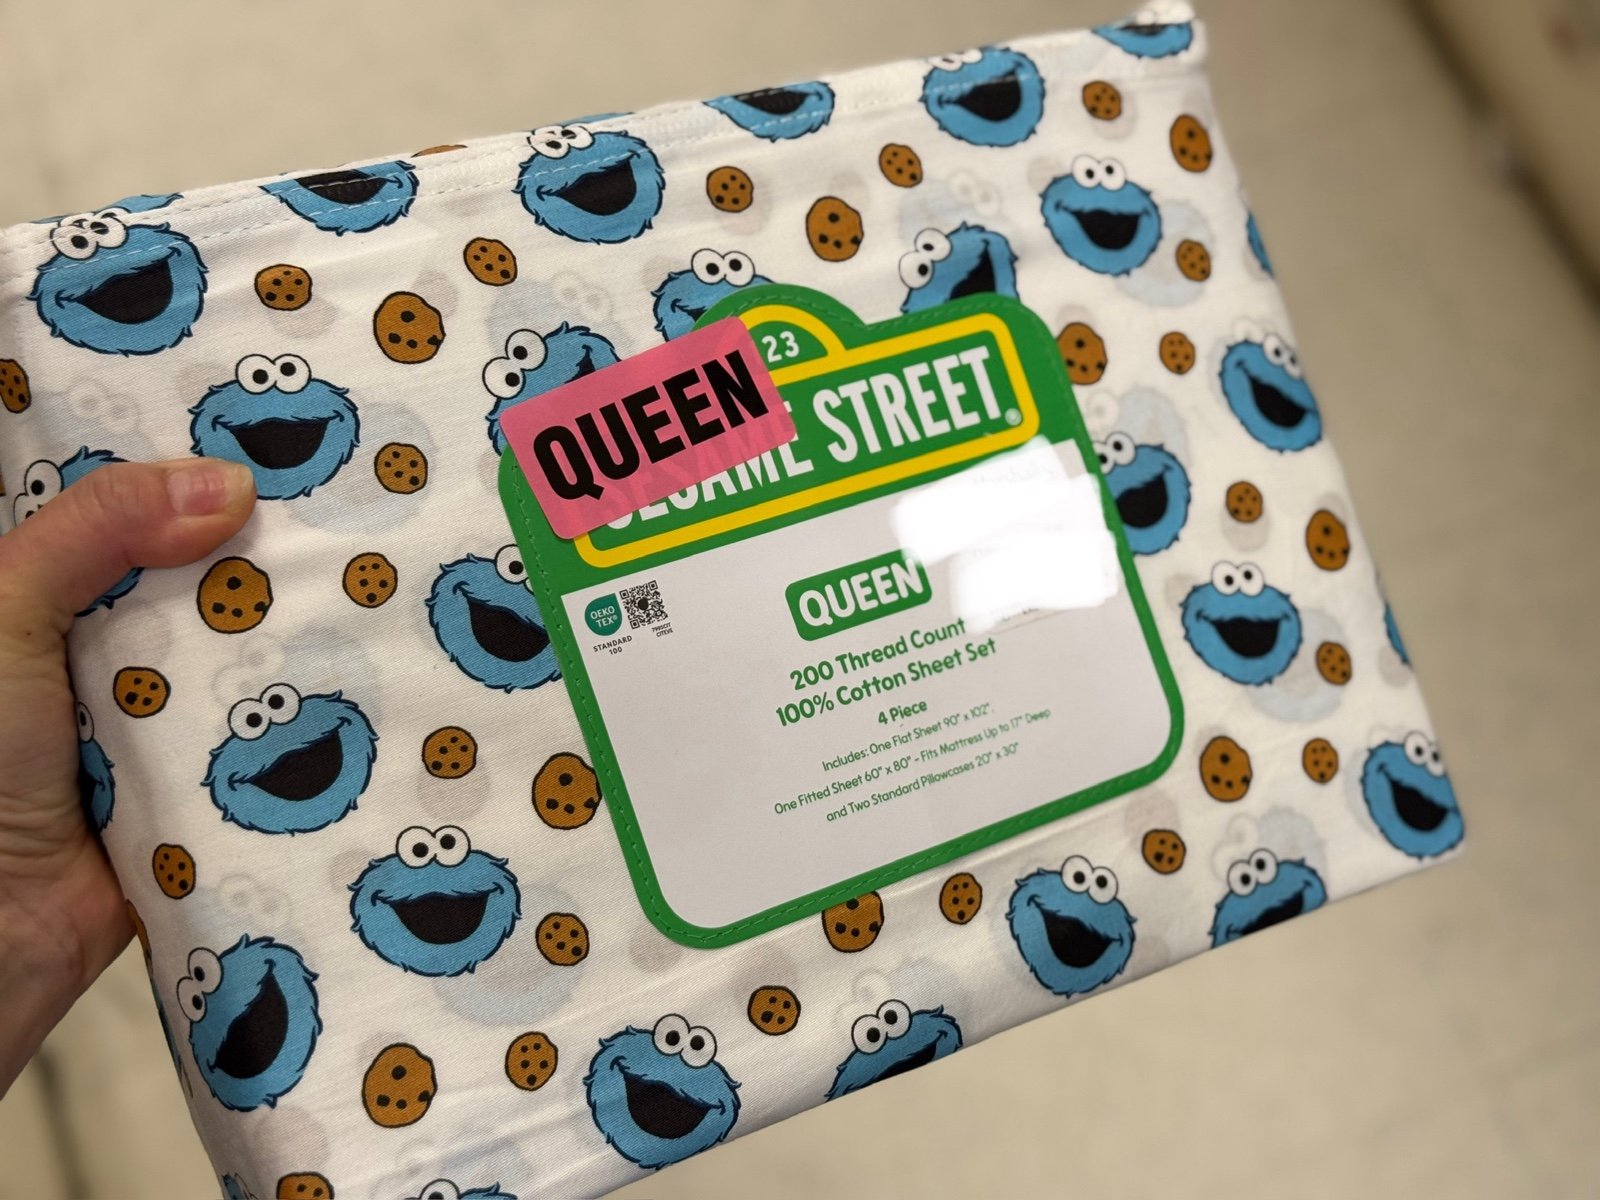 QUEEN
23
SESAME STREET®
OEKO
TEX®
STANDARD
100
CITEVE
QUEEN
200 Thread Count
100% Cotton Sheet Set
4 Piece
Includes: One Flat Sheet 90" x 102",
One Fitted Sheet 60" x 80" - Fits Mattress Up to 17" Deep
and Two Standard Pillowcases 20" x 30"